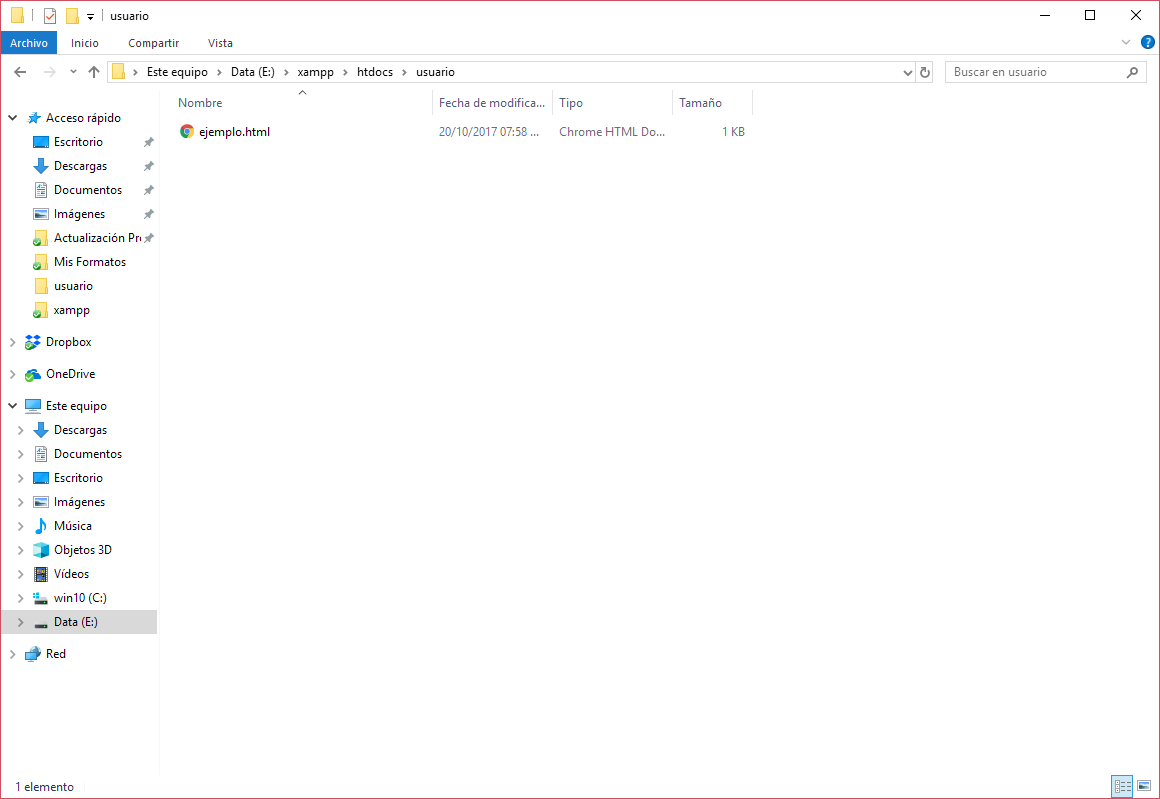 usuario
Archivo Inicio Compartir Vista
Este equipo Data (E:) xampp htdocs usuario Buscar en usuario
Nombre Fecha de modifica... Tipo Tamaño
ejemplo.html 20/10/2017 07:58 ... Chrome HTML Do... 1 KB
Acceso rápido
Escritorio
Descargas
Documentos
Imágenes
Actualización Pr
Mis Formatos
usuario
xampp
Dropbox
OneDrive
Este equipo
Descargas
Documentos
Escritorio
Imágenes
Música
Objetos 3D
Vídeos
win10 (C:)
Data (E:)
Red
1 elemento